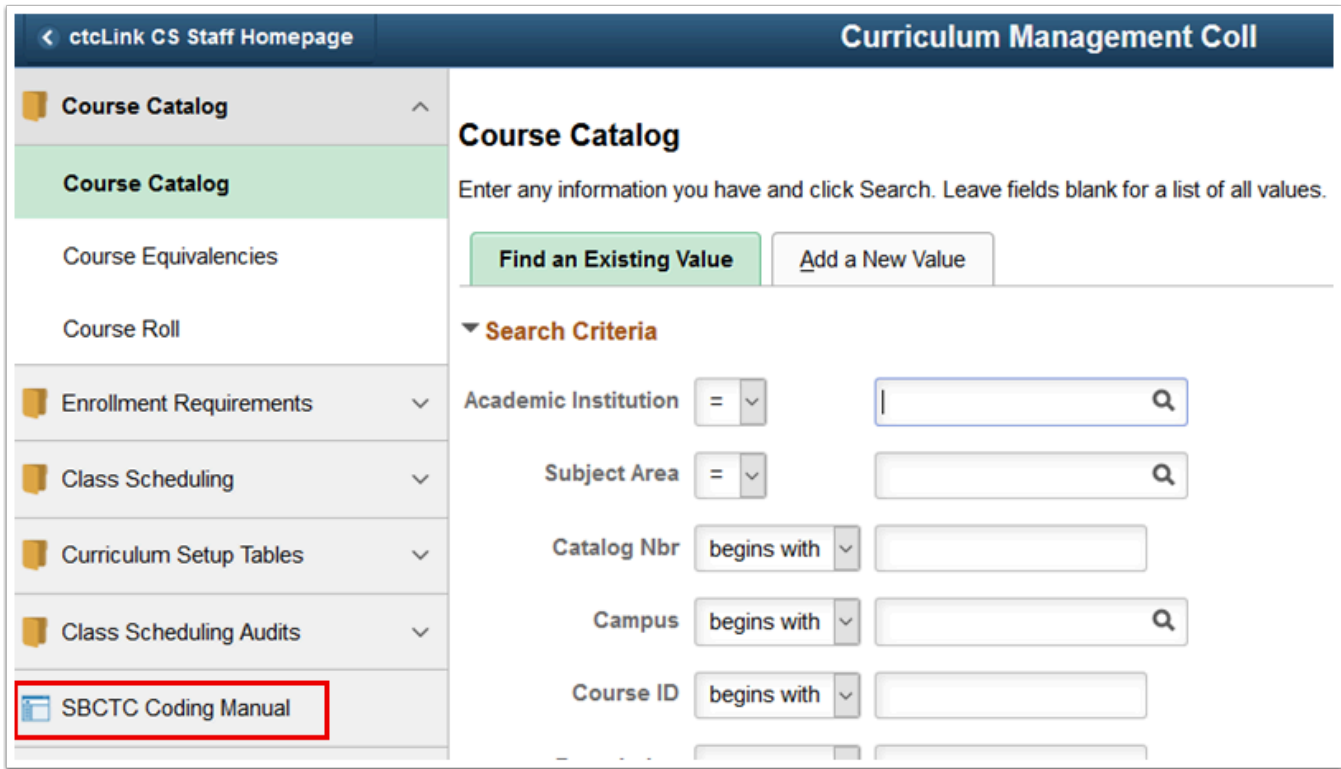 ctcLink CS Staff Homepage
Curriculum Management Coll
Course Catalog
Course Catalog
Course Equivalencies
Course Roll
Enrollment Requirements
Class Scheduling
Curriculum Setup Tables
Class Scheduling Audits
SBCTC Coding Manual
Course Catalog
Enter any information you have and click Search. Leave fields blank for a list of all values.
Find an Existing Value
Add a New Value
Search Criteria
Academic Institution =
Subject Area =
Catalog Nbr begins with
Campus begins with
Course ID begins with